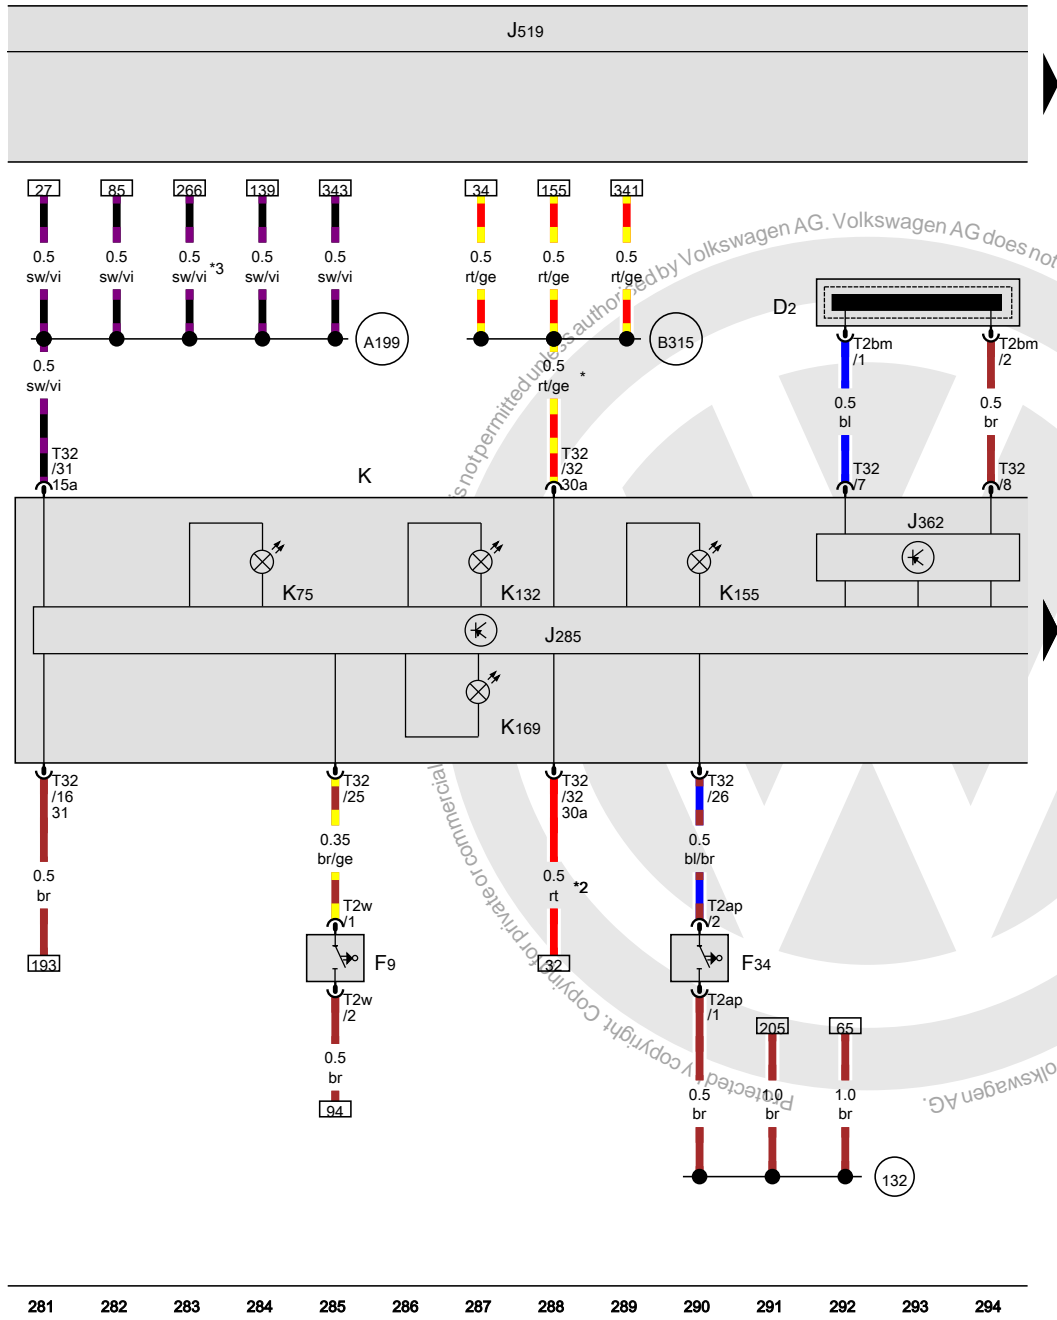 J519
27 85 266 139 343 34 155 341
0.5 0.5 0.5 0.5 0.5 0.5 0.5 0.5
sw/vi sw/vi sw/vi *3 sw/vi sw/vi rt/ge rt/ge rt/ge
A199
B315
D2
T2bm
/1
T2bm
/2
0.5
sw/vi
0.5
rt/ge *
0.5
bl
0.5
br
T32
/31
15a
K
T32
/32
30a
T32
/7
T32
/8
J362
K75
K132
K155
J285
K169
T32
/16
31
T32
/25
T32
/32
30a
T32
/26
0.35
br/ge
0.5
bl/br
0.5
br
0.5 *2
rt
T2w
/1
T2ap
/2
193
F9
32
F34
T2w
/2
T2ap
/1
205
65
0.5
br
94
0.5
br
1.0
br
1.0
br
132
281 282 283 284 285 286 287 288 289 290 291 292 293 294
Protected by copyright. Copying for private or commercial
is not permitted unless authorised by Volkswagen AG. Volkswagen AG does not
olkswagen AG.